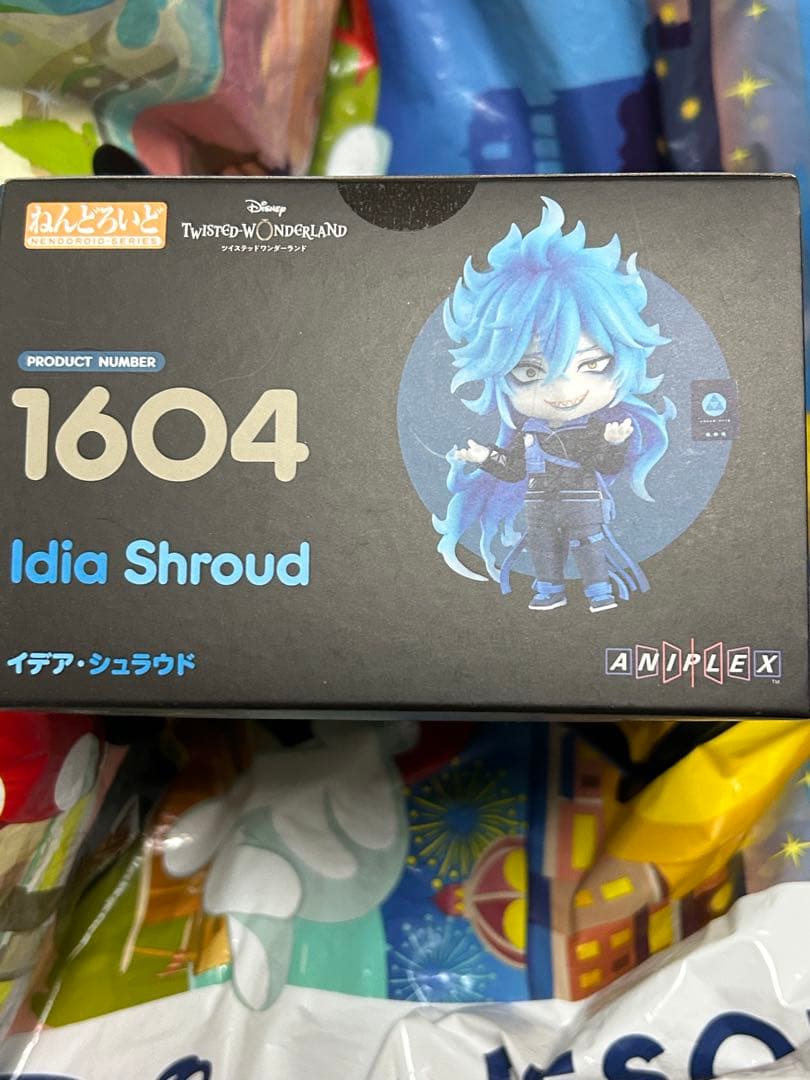 ねんどろいど
NENDOROID-SERIES
Disney
TWISTED-WONDERLAND
ツイステッドワンダーランド
PRODUCT NUMBER
1604
Idia Shroud
イデア・シュラウド
ANIPLEX
TM